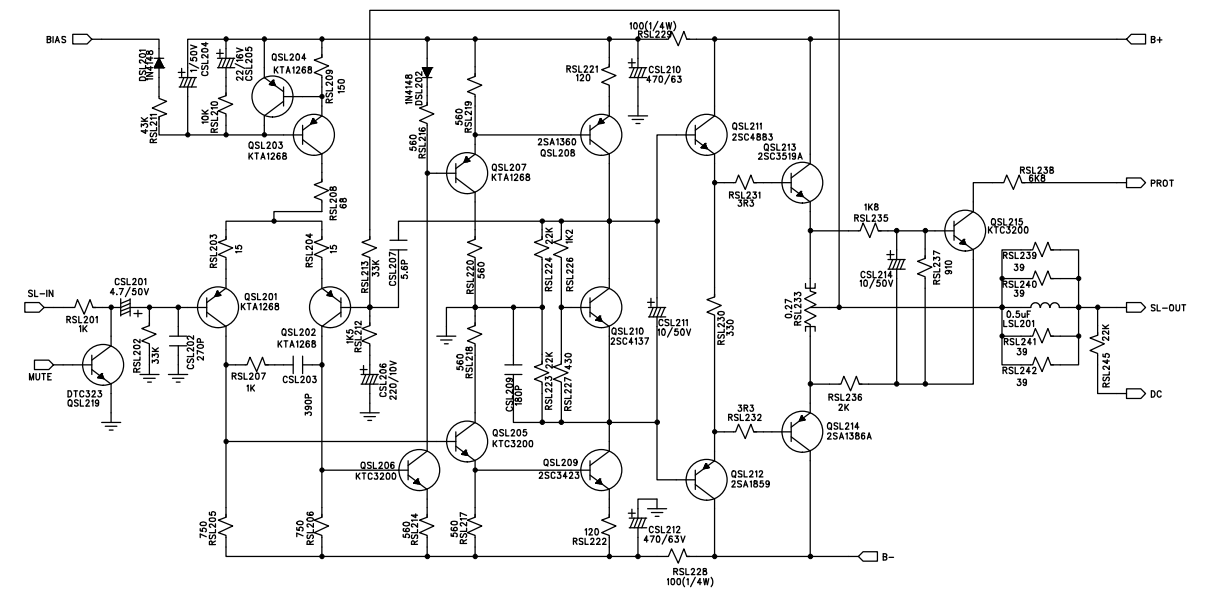 BIAS
DSL201
1N4148
1/50V
CSL204
22/16V
CSL205
QSL204
KTA1268
RSL209
150
43K
RSL211
10K
RSL210
QSL203
KTA1268
RSL208
68
1N4148
DSL202
560
RSL216
560
RSL219
QSL207
KTA1268
RSL221
120
2SA1360
QSL208
100(1/4W)
RSL229
CSL210
470/63
B+
QSL211
2SC4883
QSL213
2SC3519A
RSL231
3R3
RSL238
6K8
PROT
1K8
RSL235
QSL215
KTC3200
RSL203
15
RSL204
15
RSL213
33K
CSL207
5.6P
RSL220
560
22K
RSL224
1K2
RSL226
CSL214
10/50V
RSL237
910
RSL239
39
RSL240
39
SL-IN
RSL201
1K
CSL201
4.7/50V
QSL201
KTA1268
QSL202
KTA1268
1K5
RSL212
QSL210
2SC4137
CSL211
10/50V
RSL230
330
0.27
RSL233
0.5uF
LSL201
SL-OUT
RSL241
39
RSL242
39
22K
RSL245
DC
MUTE
DTC323
QSL219
RSL202
33K
CSL202
270P
RSL207
1K
CSL203
390P
CSL206
220/10V
560
RSL218
CSL209
180P
22K
RSL223
430
RSL227
RSL236
2K
3R3
RSL232
QSL214
2SA1386A
QSL205
KTC3200
QSL206
KTC3200
QSL209
2SC3423
QSL212
2SA1859
750
RSL205
750
RSL206
560
RSL214
560
RSL217
120
RSL222
CSL212
470/63V
B-
RSL228
100(1/4W)